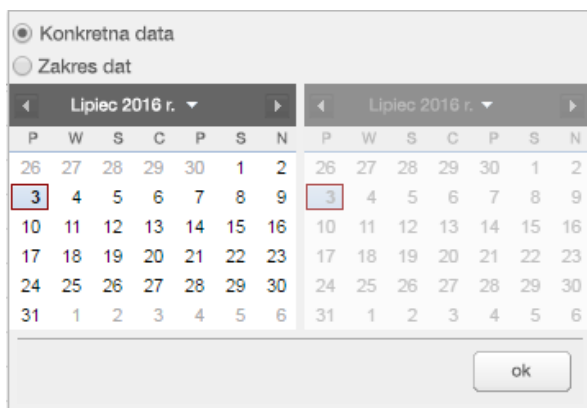 Konkretna data
Zakres dat
Lipiec 2016 r.
P W S C P S N
26 27 28 29 30 1 2
3 4 5 6 7 8 9
10 11 12 13 14 15 16
17 18 19 20 21 22 23
24 25 26 27 28 29 30
31 1 2 3 4 5 6
Lipiec 2016 r.
P W S C P S N
26 27 28 29 30 1 2
3 4 5 6 7 8 9
10 11 12 13 14 15 16
17 18 19 20 21 22 23
24 25 26 27 28 29 30
31 1 2 3 4 5 6
ok